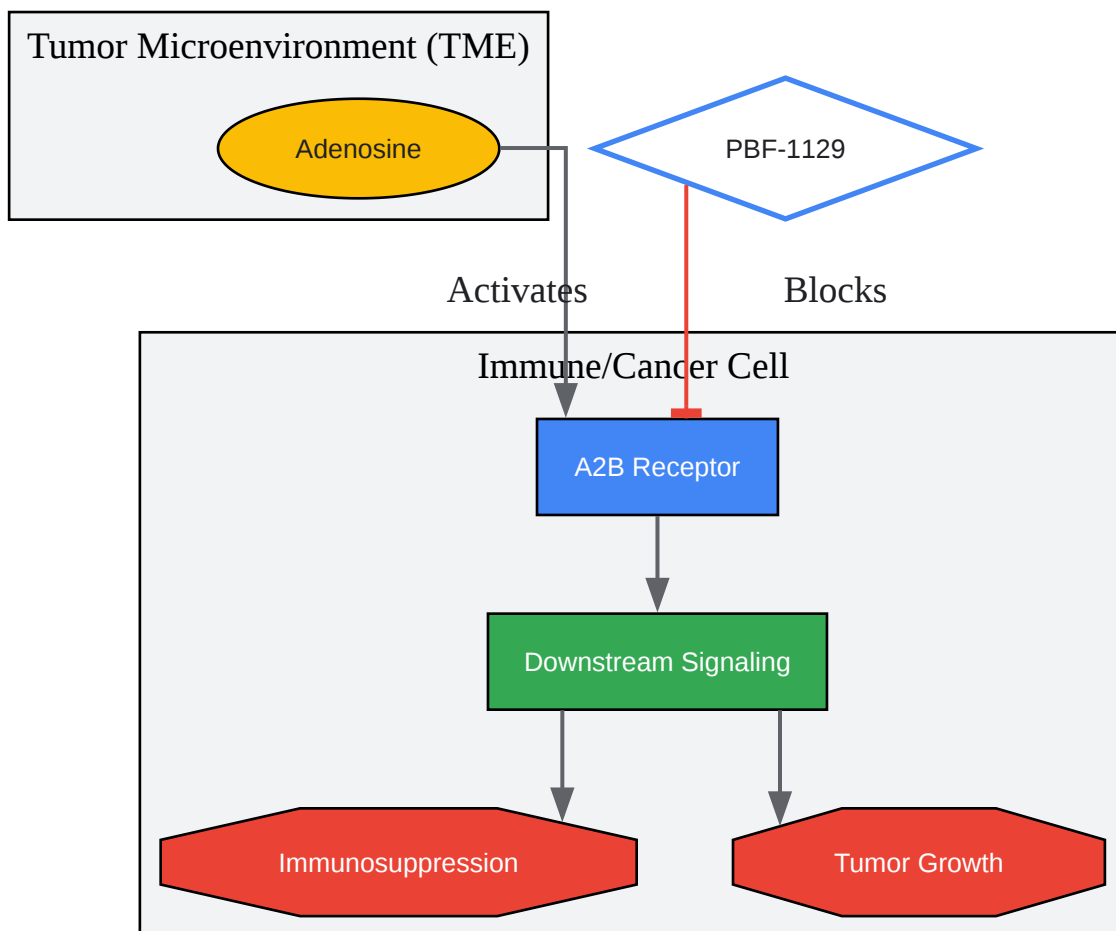 Tumor Microenvironment (TME)
Adenosine
PBF-1129
Activates
Blocks
Immune/Cancer Cell
A2B Receptor
Downstream Signaling
Immunosuppression
Tumor Growth